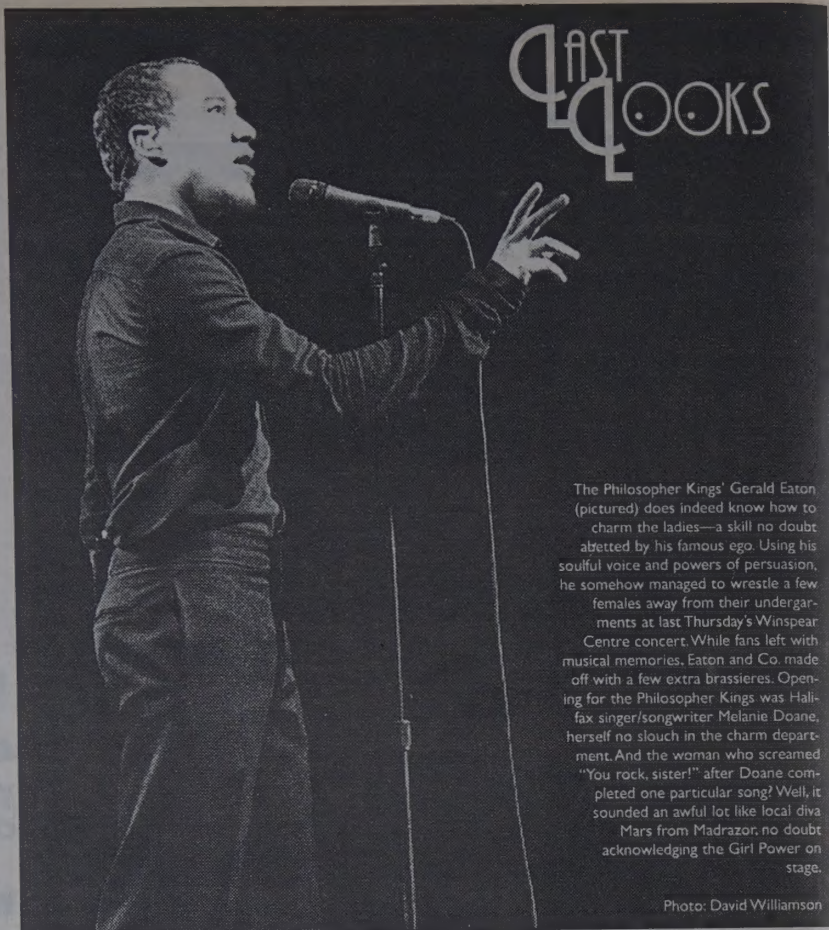 LAST
LOOKS
The Philosopher Kings' Gerald Eaton
(pictured) does indeed know how to
charm the ladies—a skill no doubt
abetted by his famous ego. Using his
soulful voice and powers of persuasion,
he somehow managed to wrestle a few
females away from their undergar-
ments at last Thursday's Winspear
Centre concert. While fans left with
musical memories, Eaton and Co. made
off with a few extra brassieres. Open-
ing for the Philosopher Kings was Hali-
fax singer/songwriter Melanie Doane,
herself no slouch in the charm depart-
ment. And the woman who screamed
"You rock, sister!" after Doane com-
pleted one particular song? Well, it
sounded an awful lot like local diva
Mars from Madrazor, no doubt
acknowledging the Girl Power on
stage.
Photo: David Williamson